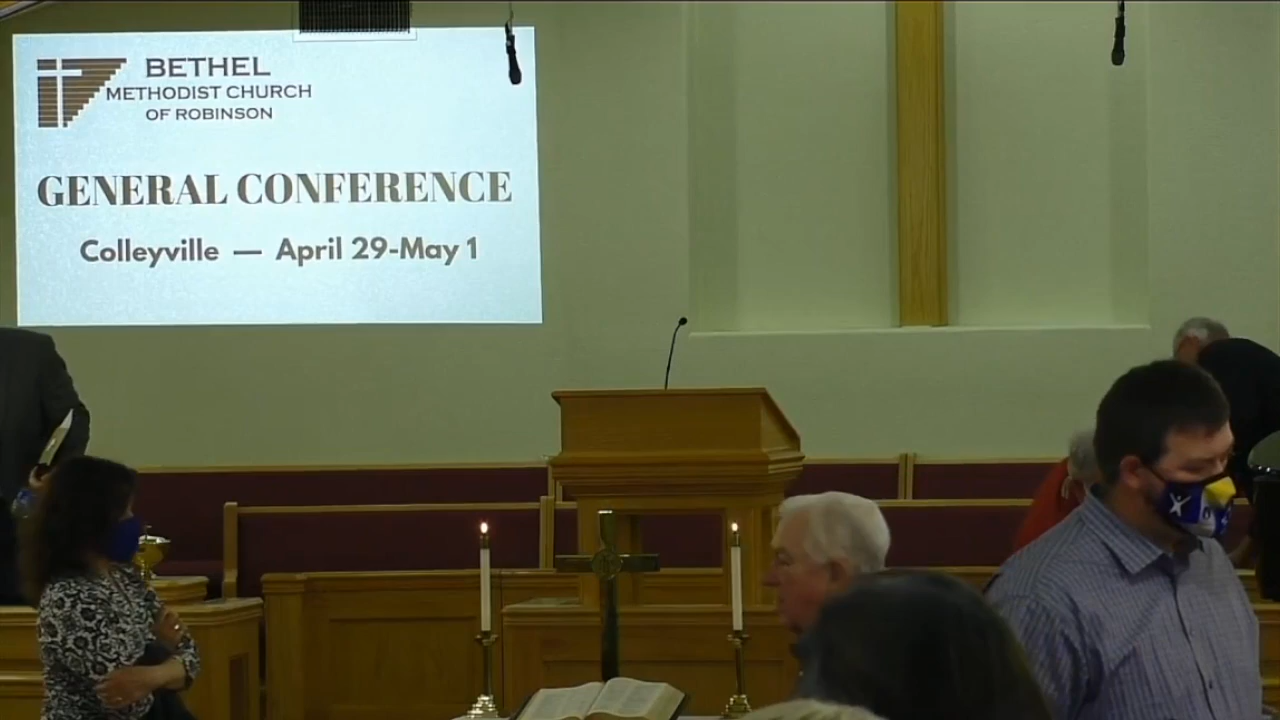 BETHEL
METHODIST CHURCH
OF ROBINSON
GENERAL CONFERENCE
Colleyville — April 29-May 1